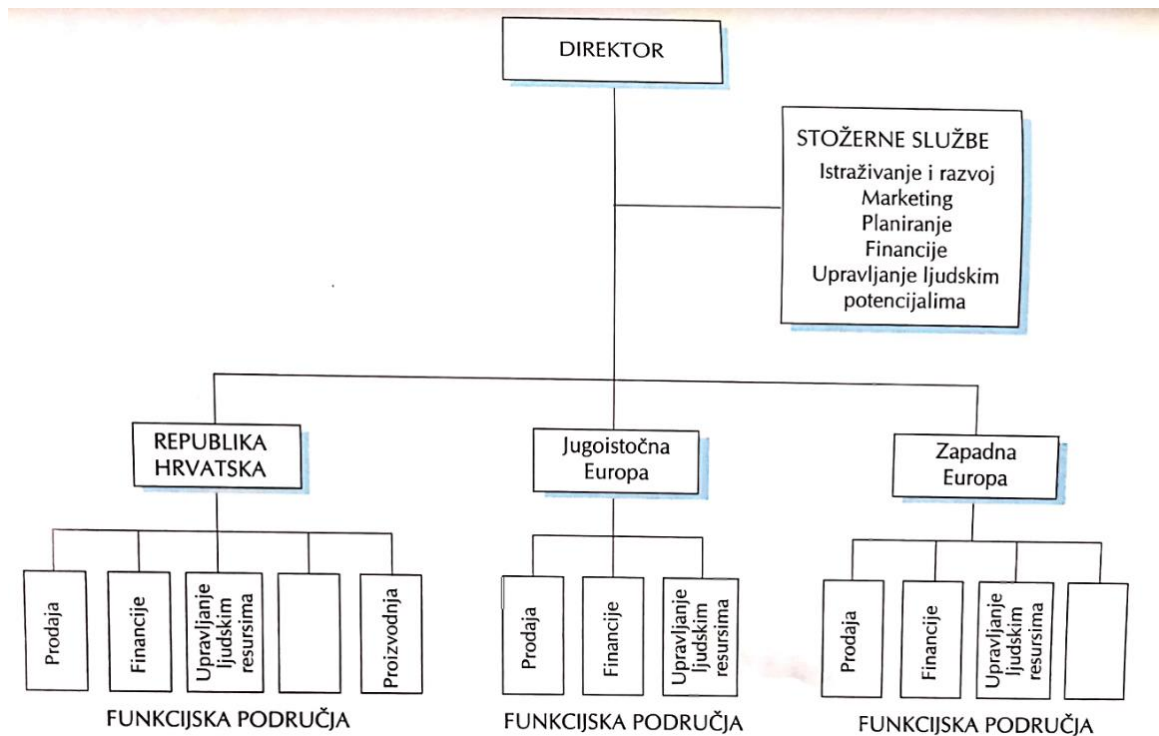 DIREKTOR
STOŽERNE SLUŽBE
Istraživanje i razvoj
Marketing
Planiranje
Financije
Upravljanje ljudskim
potencijalima
REPUBLIKA
HRVATSKA
Jugoistočna
Europa
Zapadna
Europa
Prodaja
Financije
Upravljanje
ljudskim
resursima
Proizvodnja
Prodaja
Financije
Upravljanje
ljudskim
resursima
Prodaja
Financije
Upravljanje
ljudskim
resursima
FUNKCIJSKA PODRUČJA
FUNKCIJSKA PODRUČJA
FUNKCIJSKA PODRUČJA